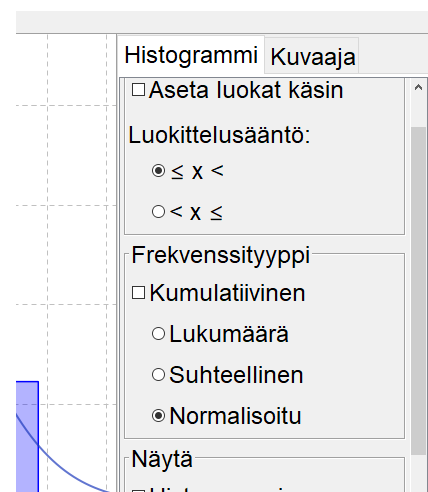 Histogrammi Kuvaaja
Aseta luokat käsin
Luokittelusääntö:
≤ x <
< x ≤
Frekvenssityyppi
Kumulatiivinen
Lukumäärä
Suhteellinen
Normalisoitu
Näytä